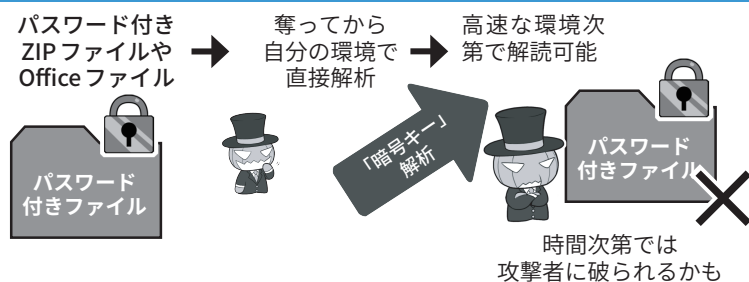 パスワード付き
ZIPファイルや
Officeファイル
奪ってから
自分の環境で
直接解析
高速な環境次
第で解読可能
パスワード
付きファイル
「暗号キー」
解析
パスワード
付きファイル
時間次第では
攻撃者に破られるかも